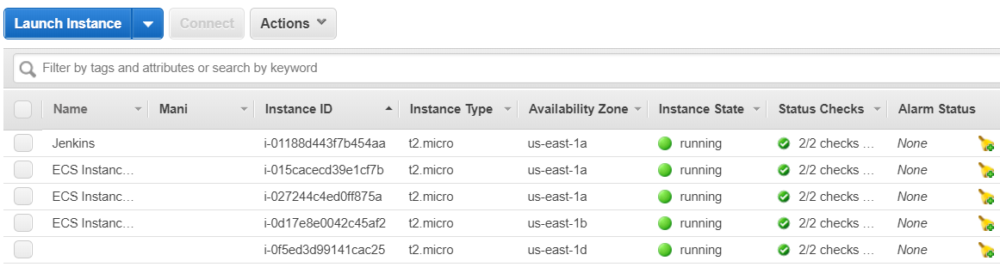 Launch Instance Connect Actions
Filter by tags and attributes or search by keyword
Name Mani Instance ID Instance Type Availability Zone Instance State Status Checks Alarm Status
Jenkins i-01188d443f7b454aa t2.micro us-east-1a running 2/2 checks ... None
ECS Instanc... i-015cacecd39e1cf7b t2.micro us-east-1a running 2/2 checks ... None
ECS Instanc... i-027244c4ed0ff875a t2.micro us-east-1a running 2/2 checks ... None
ECS Instanc... i-0d17e8e0042c45af2 t2.micro us-east-1b running 2/2 checks ... None
i-0f5ed3d99141cac25 t2.micro us-east-1d running 2/2 checks ... None